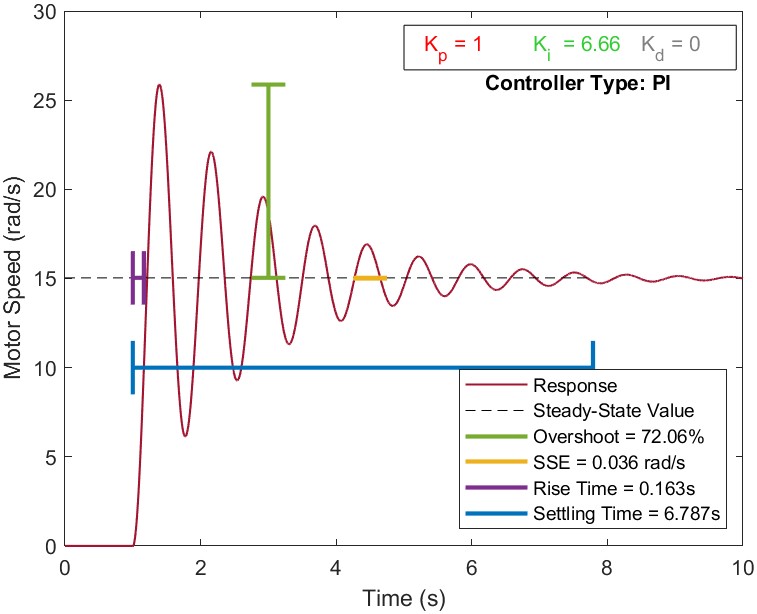 30
25
20
15
10
5
0
Motor Speed (rad/s)
K_p = 1 K_i = 6.66 K_d = 0
Controller Type: PI
Response
Steady-State Value
Overshoot = 72.06%
SSE = 0.036 rad/s
Rise Time = 0.163s
Settling Time = 6.787s
0 2 4 6 8 10
Time (s)